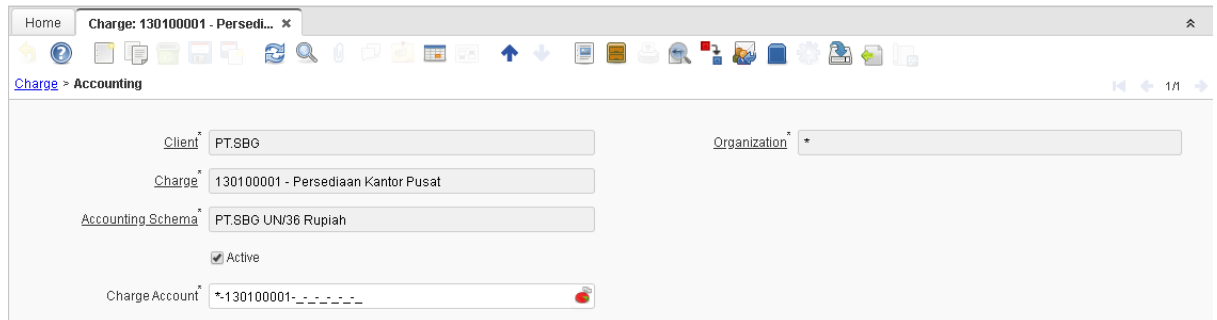 Home Charge: 130100001 - Persedi...
Charge > Accounting 1/1
Client* PT.SBG Organization* *
Charge* 130100001 - Persediaan Kantor Pusat
Accounting Schema* PT.SBG UN/36 Rupiah
Active
Charge Account* *-130100001-_-_-_-_-_-_